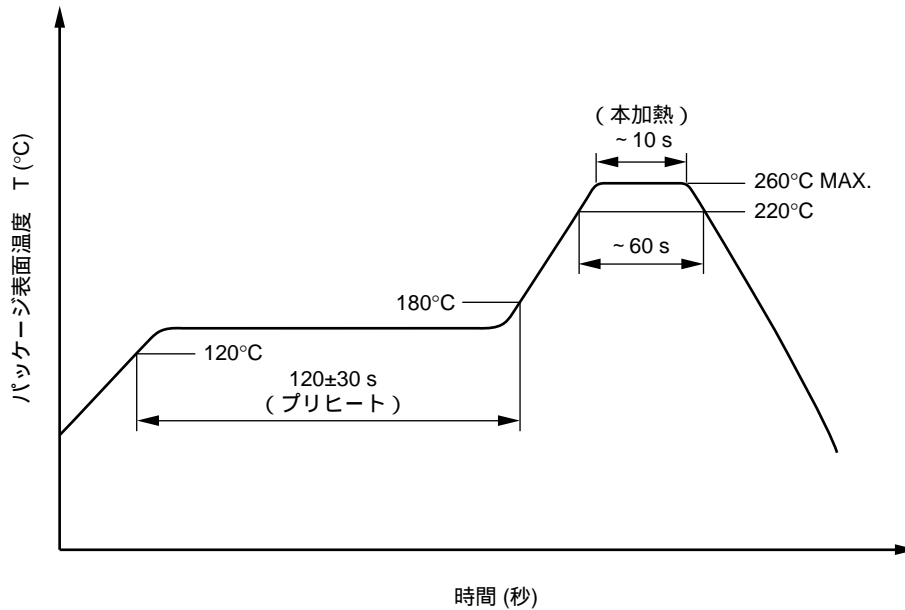 (本加熱)
~ 10 s
260°C MAX.
220°C
~ 60 s
180°C
120°C
120±30 s
(プリヒート)
パッケージ表面温度 T (°C)
時間 (秒)